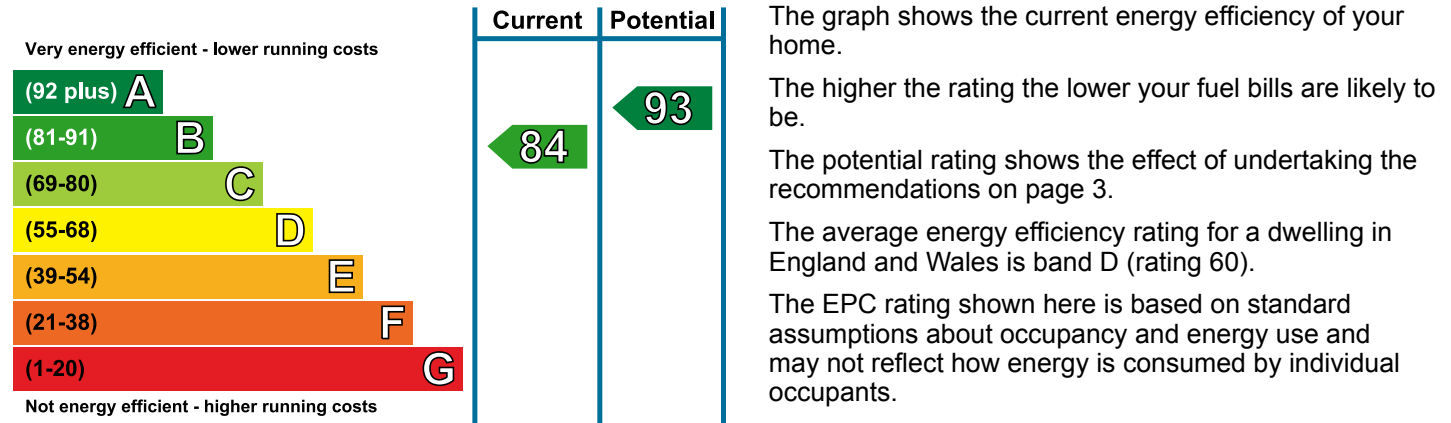 Current Potential
Very energy efficient - lower running costs
(92 plus) A
(81-91) B
(69-80) C
(55-68) D
(39-54) E
(21-38) F
(1-20) G
Not energy efficient - higher running costs
84
93
The graph shows the current energy efficiency of your
home.
The higher the rating the lower your fuel bills are likely to
be.
The potential rating shows the effect of undertaking the
recommendations on page 3.
The average energy efficiency rating for a dwelling in
England and Wales is band D (rating 60).
The EPC rating shown here is based on standard
assumptions about occupancy and energy use and
may not reflect how energy is consumed by individual
occupants.